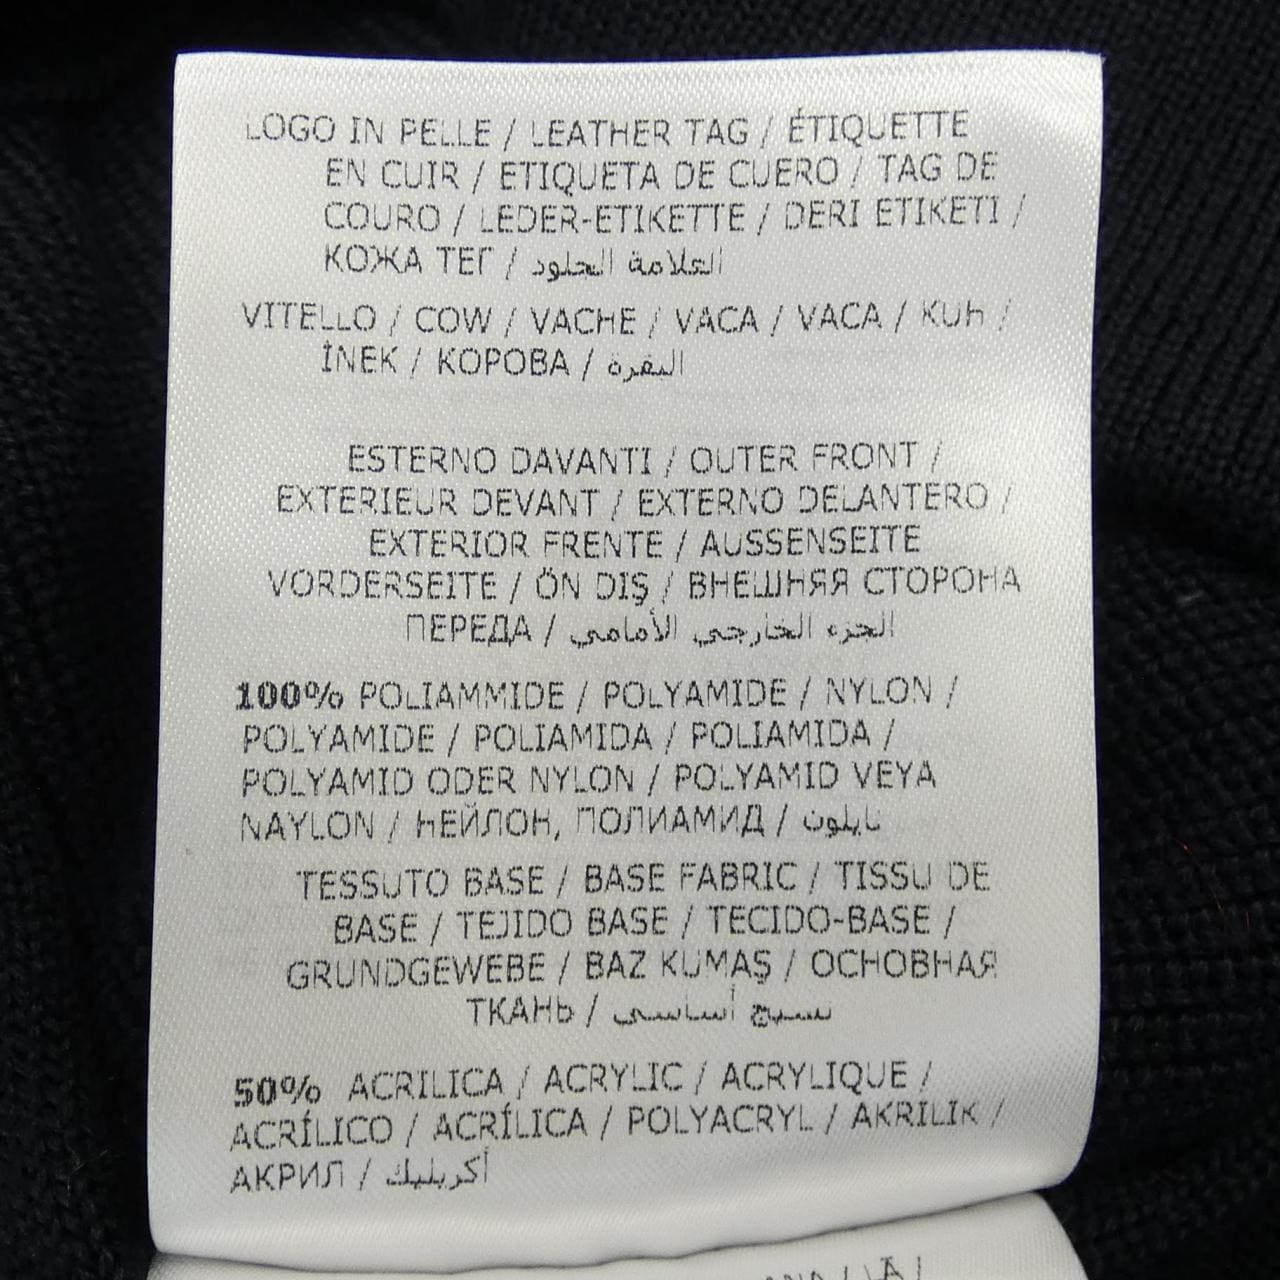 LOGO IN PELLE / LEATHER TAG / ÉTIQUETTE
EN CUIR / ETIQUETA DE CUERO / TAG DE
COURO / LEDER-ETIKETTE / DERI ETIKETI /
КОЖА ТЕГ / العلامة الجلود
VITELLO / COW / VACHE / VACA / VACA / KUH /
İNEK / КОРОВА / البقرة
ESTERNO DAVANTI / OUTER FRONT /
EXTERIEUR DEVANT / EXTERNO DELANTERO /
EXTERIOR FRENTE / AUSSENSEITE
VORDERSEITE / ÖN DIŞ / ВНЕШНЯЯ СТОРОНА
ПЕРЕДА / الجزء الخارجي الأمامي
100% POLIAMMIDE / POLYAMIDE / NYLON /
POLYAMIDE / POLIAMIDA / POLIAMIDA /
POLYAMID ODER NYLON / POLYAMID VEYA
NAYLON / НЕЙЛОН, ПОЛИАМИД / نايلون
TESSUTO BASE / BASE FABRIC / TISSU DE
BASE / TEJIDO BASE / TECIDO-BASE /
GRUNDGEWEBE / BAZ KUMAŞ / ОСНОВНАЯ
ТКАНЬ / نسيج أساسى
50% ACRILICA / ACRYLIC / ACRYLIQUE /
ACRÍLICO / ACRÍLICA / POLYACRYL / AKRILIK /
АКРИЛ / أكريليك